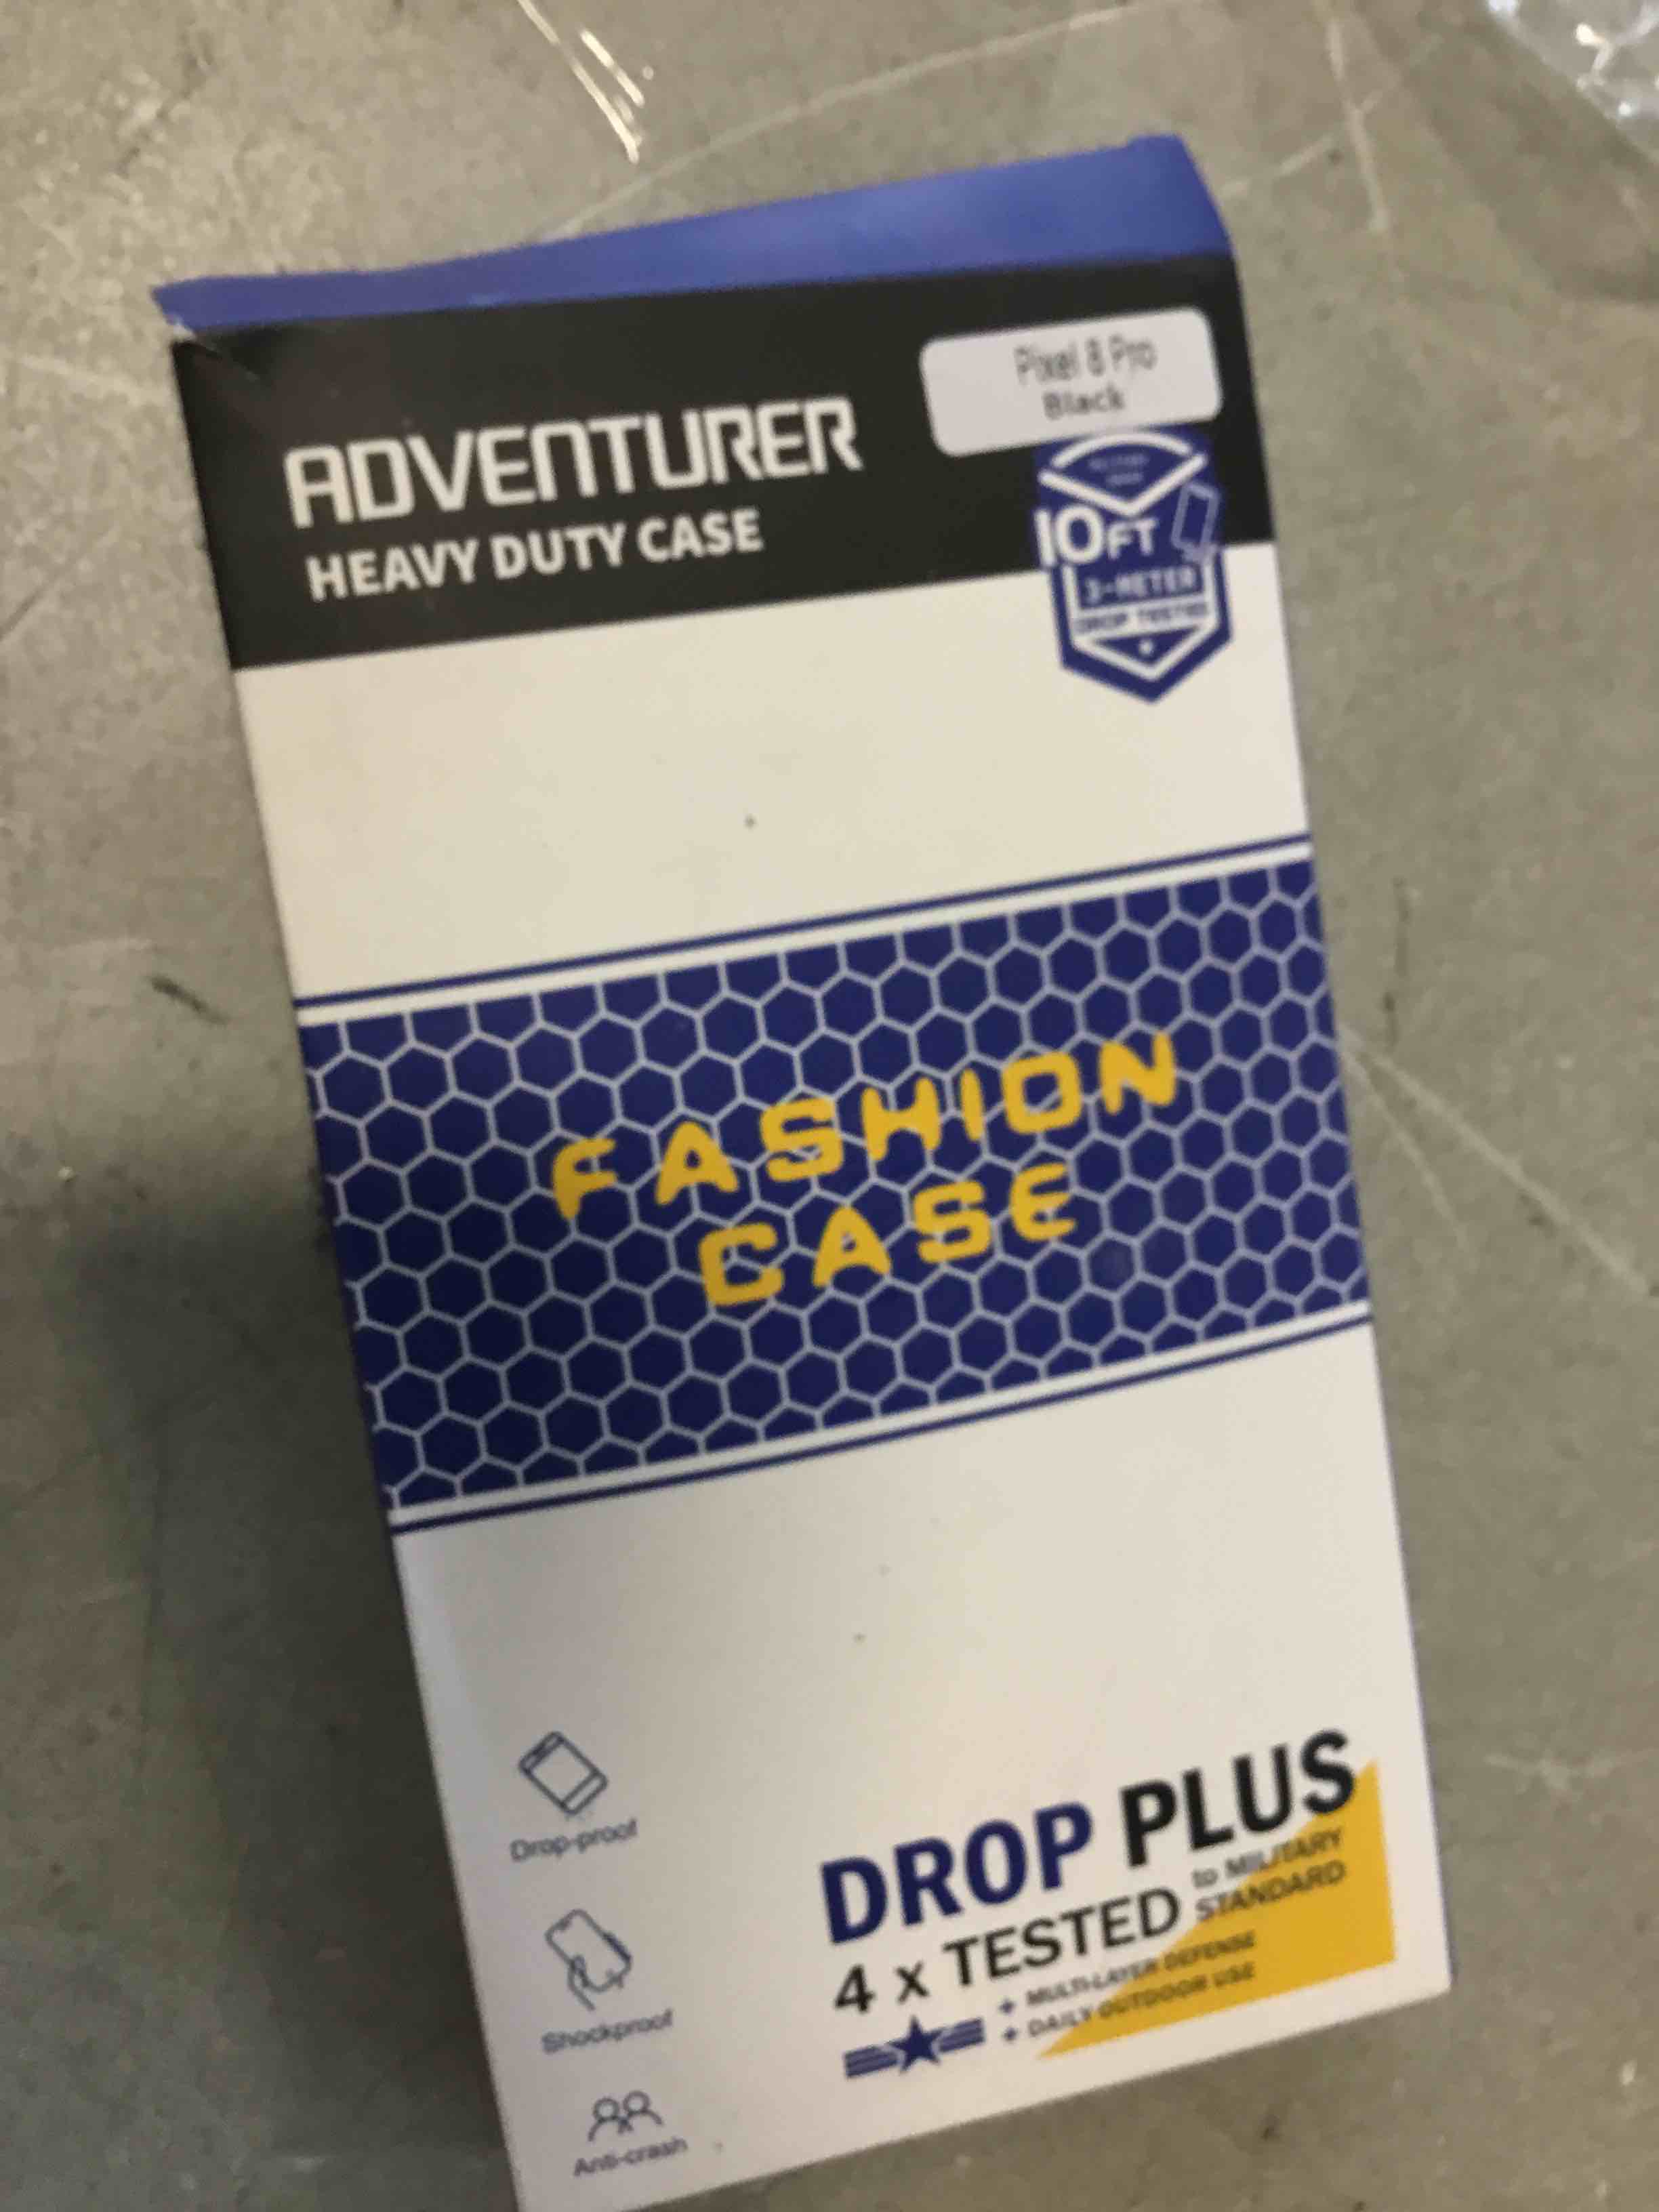 Pixel 8 Pro
Black
ADVENTURER
HEAVY DUTY CASE
10FT
3-METER
DROP TESTED
FASHION
CASE
Drop-proof
Shockproof
Anti-crash
DROP PLUS
4 x TESTED to MILITARY
STANDARD
+ MULTI-LAYER DEFENSE
+ DAILY OUTDOOR USE